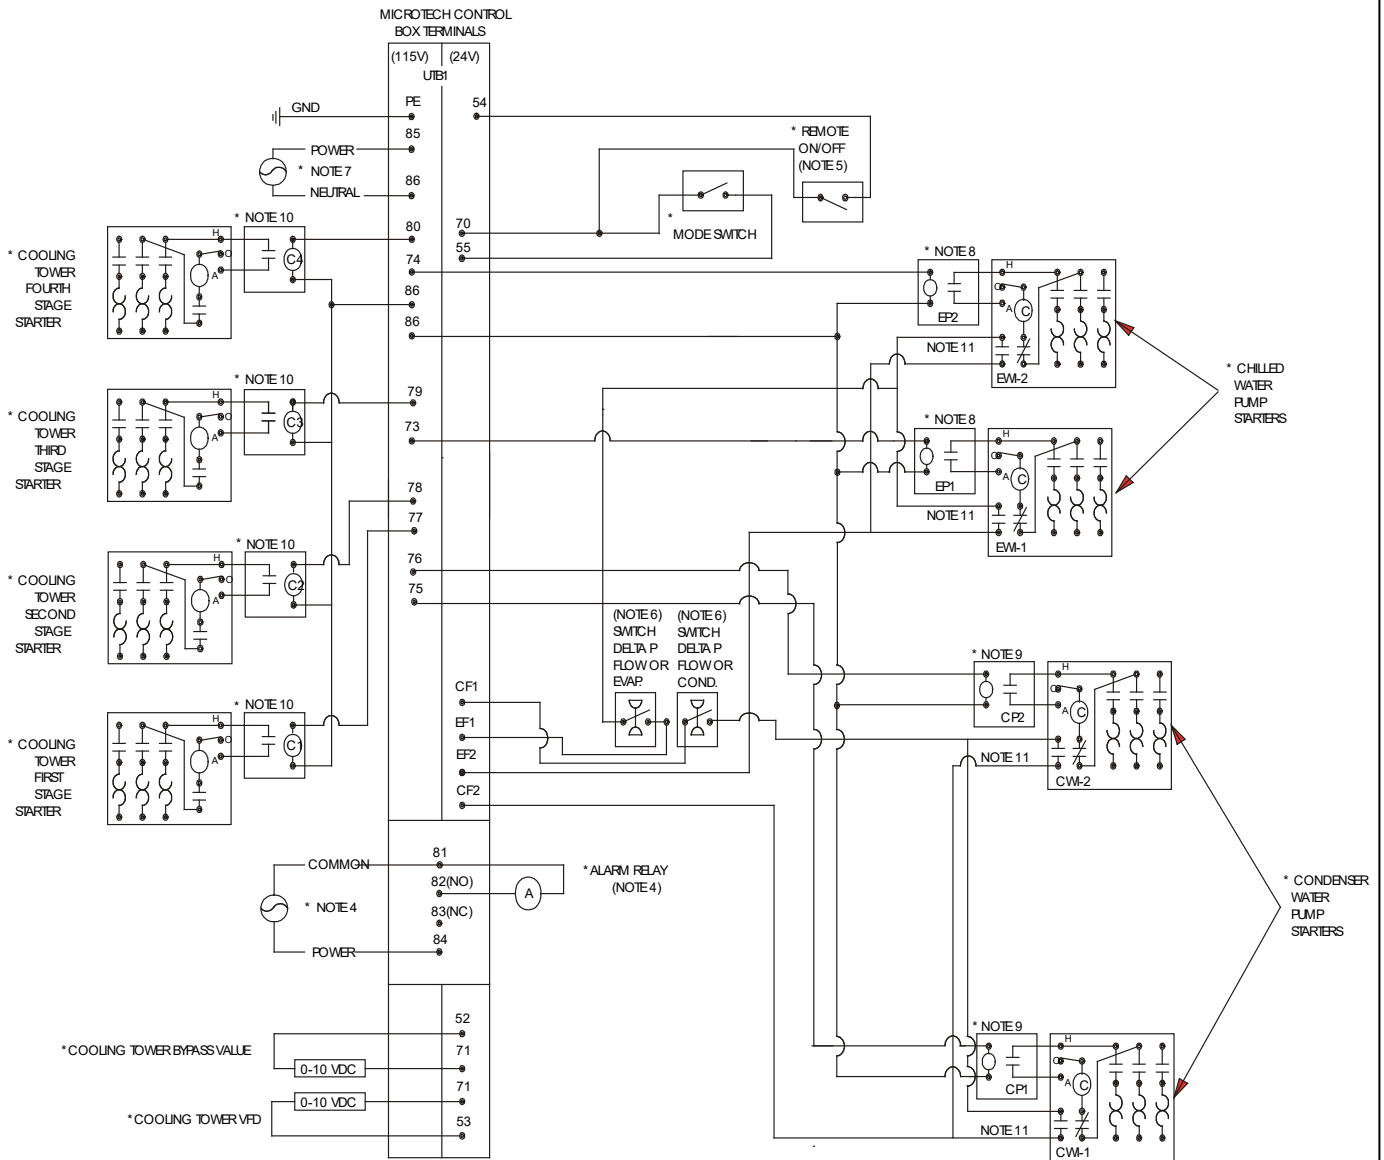 MICROTECH CONTROL
BOX TERMINALS
(115V)
(24V)
UTB1
PE
54
GND
85
POWER
* NOTE 7
86
NEUTRAL
* REMOTE
ON/OFF
(NOTE 5)
*
MODE SWITCH
* NOTE 10
80
70
55
74
86
86
H
O
A
C4
* COOLING
TOWER
FOURTH
STAGE
STARTER
* NOTE 8
EP2
H
O
A
C
NOTE 11
EWI-2
* CHILLED
WATER
PUMP
STARTERS
* NOTE 10
79
73
H
O
A
C3
* COOLING
TOWER
THIRD
STAGE
STARTER
* NOTE 8
EP1
H
O
A
C
NOTE 11
EWI-1
78
77
76
75
* NOTE 10
H
O
A
C2
* COOLING
TOWER
SECOND
STAGE
STARTER
(NOTE 6)
SWITCH
DELTA P
FLOW OR
EVAP.
(NOTE 6)
SWITCH
DELTA P
FLOW OR
COND.
* NOTE 9
CP2
H
O
A
C
NOTE 11
CWI-2
CF1
EF1
EF2
CF2
* NOTE 10
H
O
A
C1
* COOLING
TOWER
FIRST
STAGE
STARTER
COMMON
81
82(NO)
83(NC)
84
A
* ALARM RELAY
(NOTE 4)
* NOTE 4
POWER
* CONDENSER
WATER
PUMP
STARTERS
52
71
71
53
* COOLING TOWER BYPASS VALUE
0-10 VDC
0-10 VDC
* COOLING TOWER VFD
* NOTE 9
CP1
H
O
A
C
NOTE 11
CWI-1